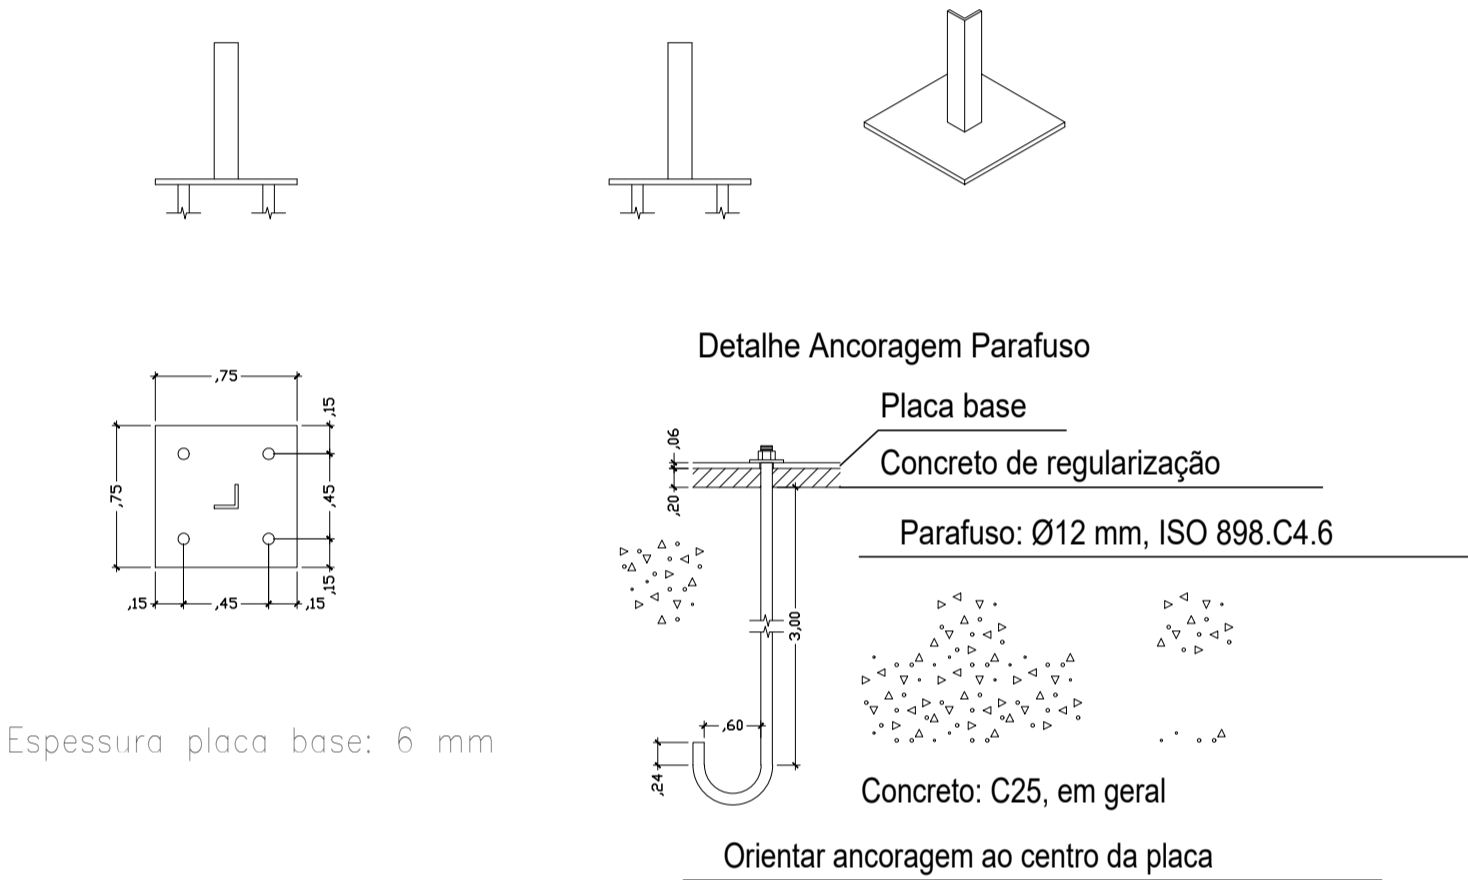 Detalhe Ancoragem Parafuso
,75
,15
Placa base
,06
Concreto de regularização
,75
,45
,20
Parafuso: Ø12 mm, ISO 898.C4.6
,15
,15
,45
,15
3,00
,60
Espessura placa base: 6 mm
,24
Concreto: C25, em geral
Orientar ancoragem ao centro da placa